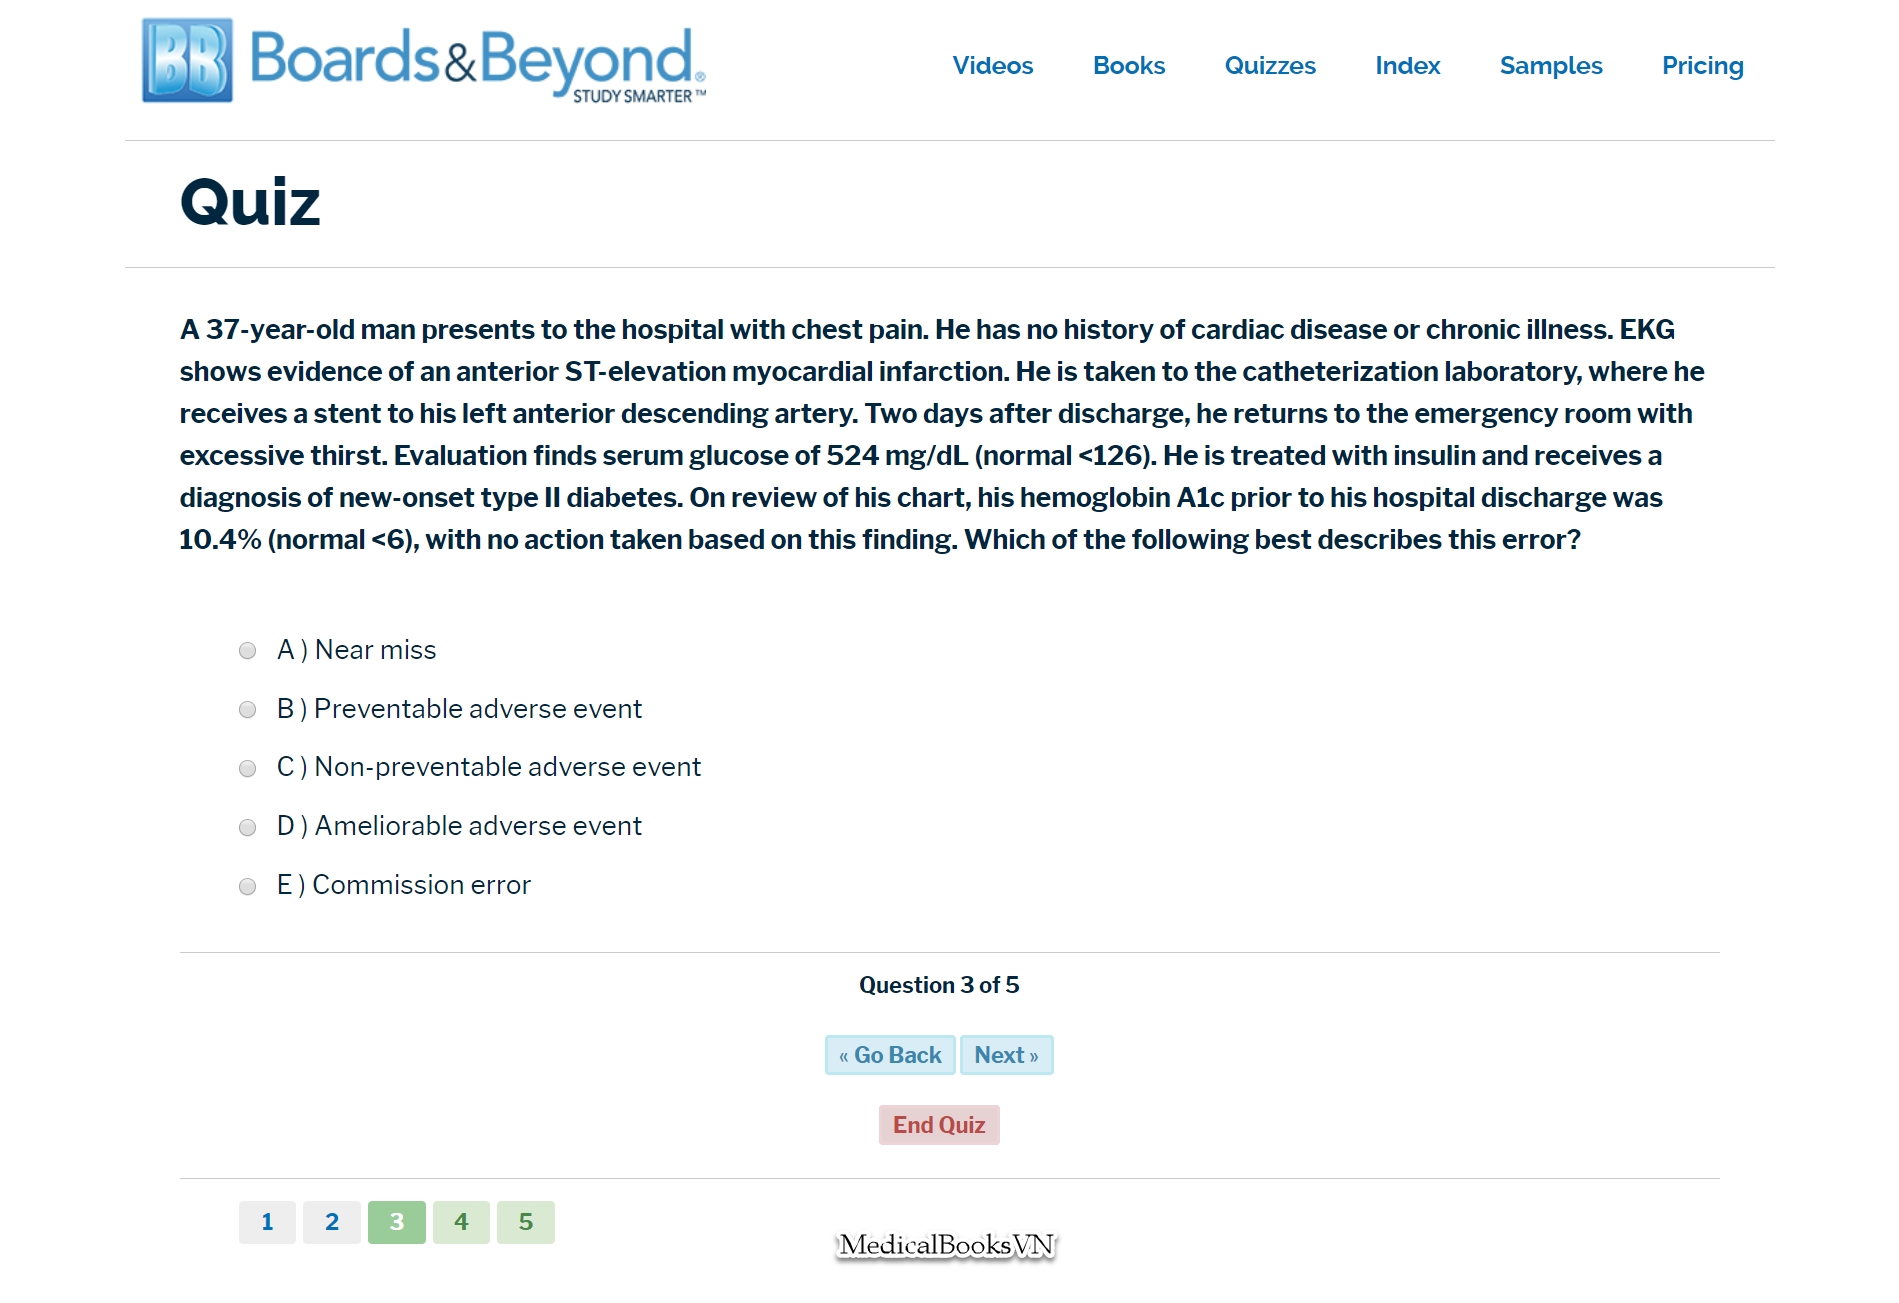 BB Boards&Beyond.®
STUDY SMARTER™
Videos Books Quizzes Index Samples Pricing
Quiz
A 37-year-old man presents to the hospital with chest pain. He has no history of cardiac disease or chronic illness. EKG
shows evidence of an anterior ST-elevation myocardial infarction. He is taken to the catheterization laboratory, where he
receives a stent to his left anterior descending artery. Two days after discharge, he returns to the emergency room with
excessive thirst. Evaluation finds serum glucose of 524 mg/dL (normal <126). He is treated with insulin and receives a
diagnosis of new-onset type II diabetes. On review of his chart, his hemoglobin A1c prior to his hospital discharge was
10.4% (normal <6), with no action taken based on this finding. Which of the following best describes this error?
A ) Near miss
B ) Preventable adverse event
C ) Non-preventable adverse event
D ) Ameliorable adverse event
E ) Commission error
Question 3 of 5
« Go Back Next »
End Quiz
1 2 3 4 5
MedicalBooksVN